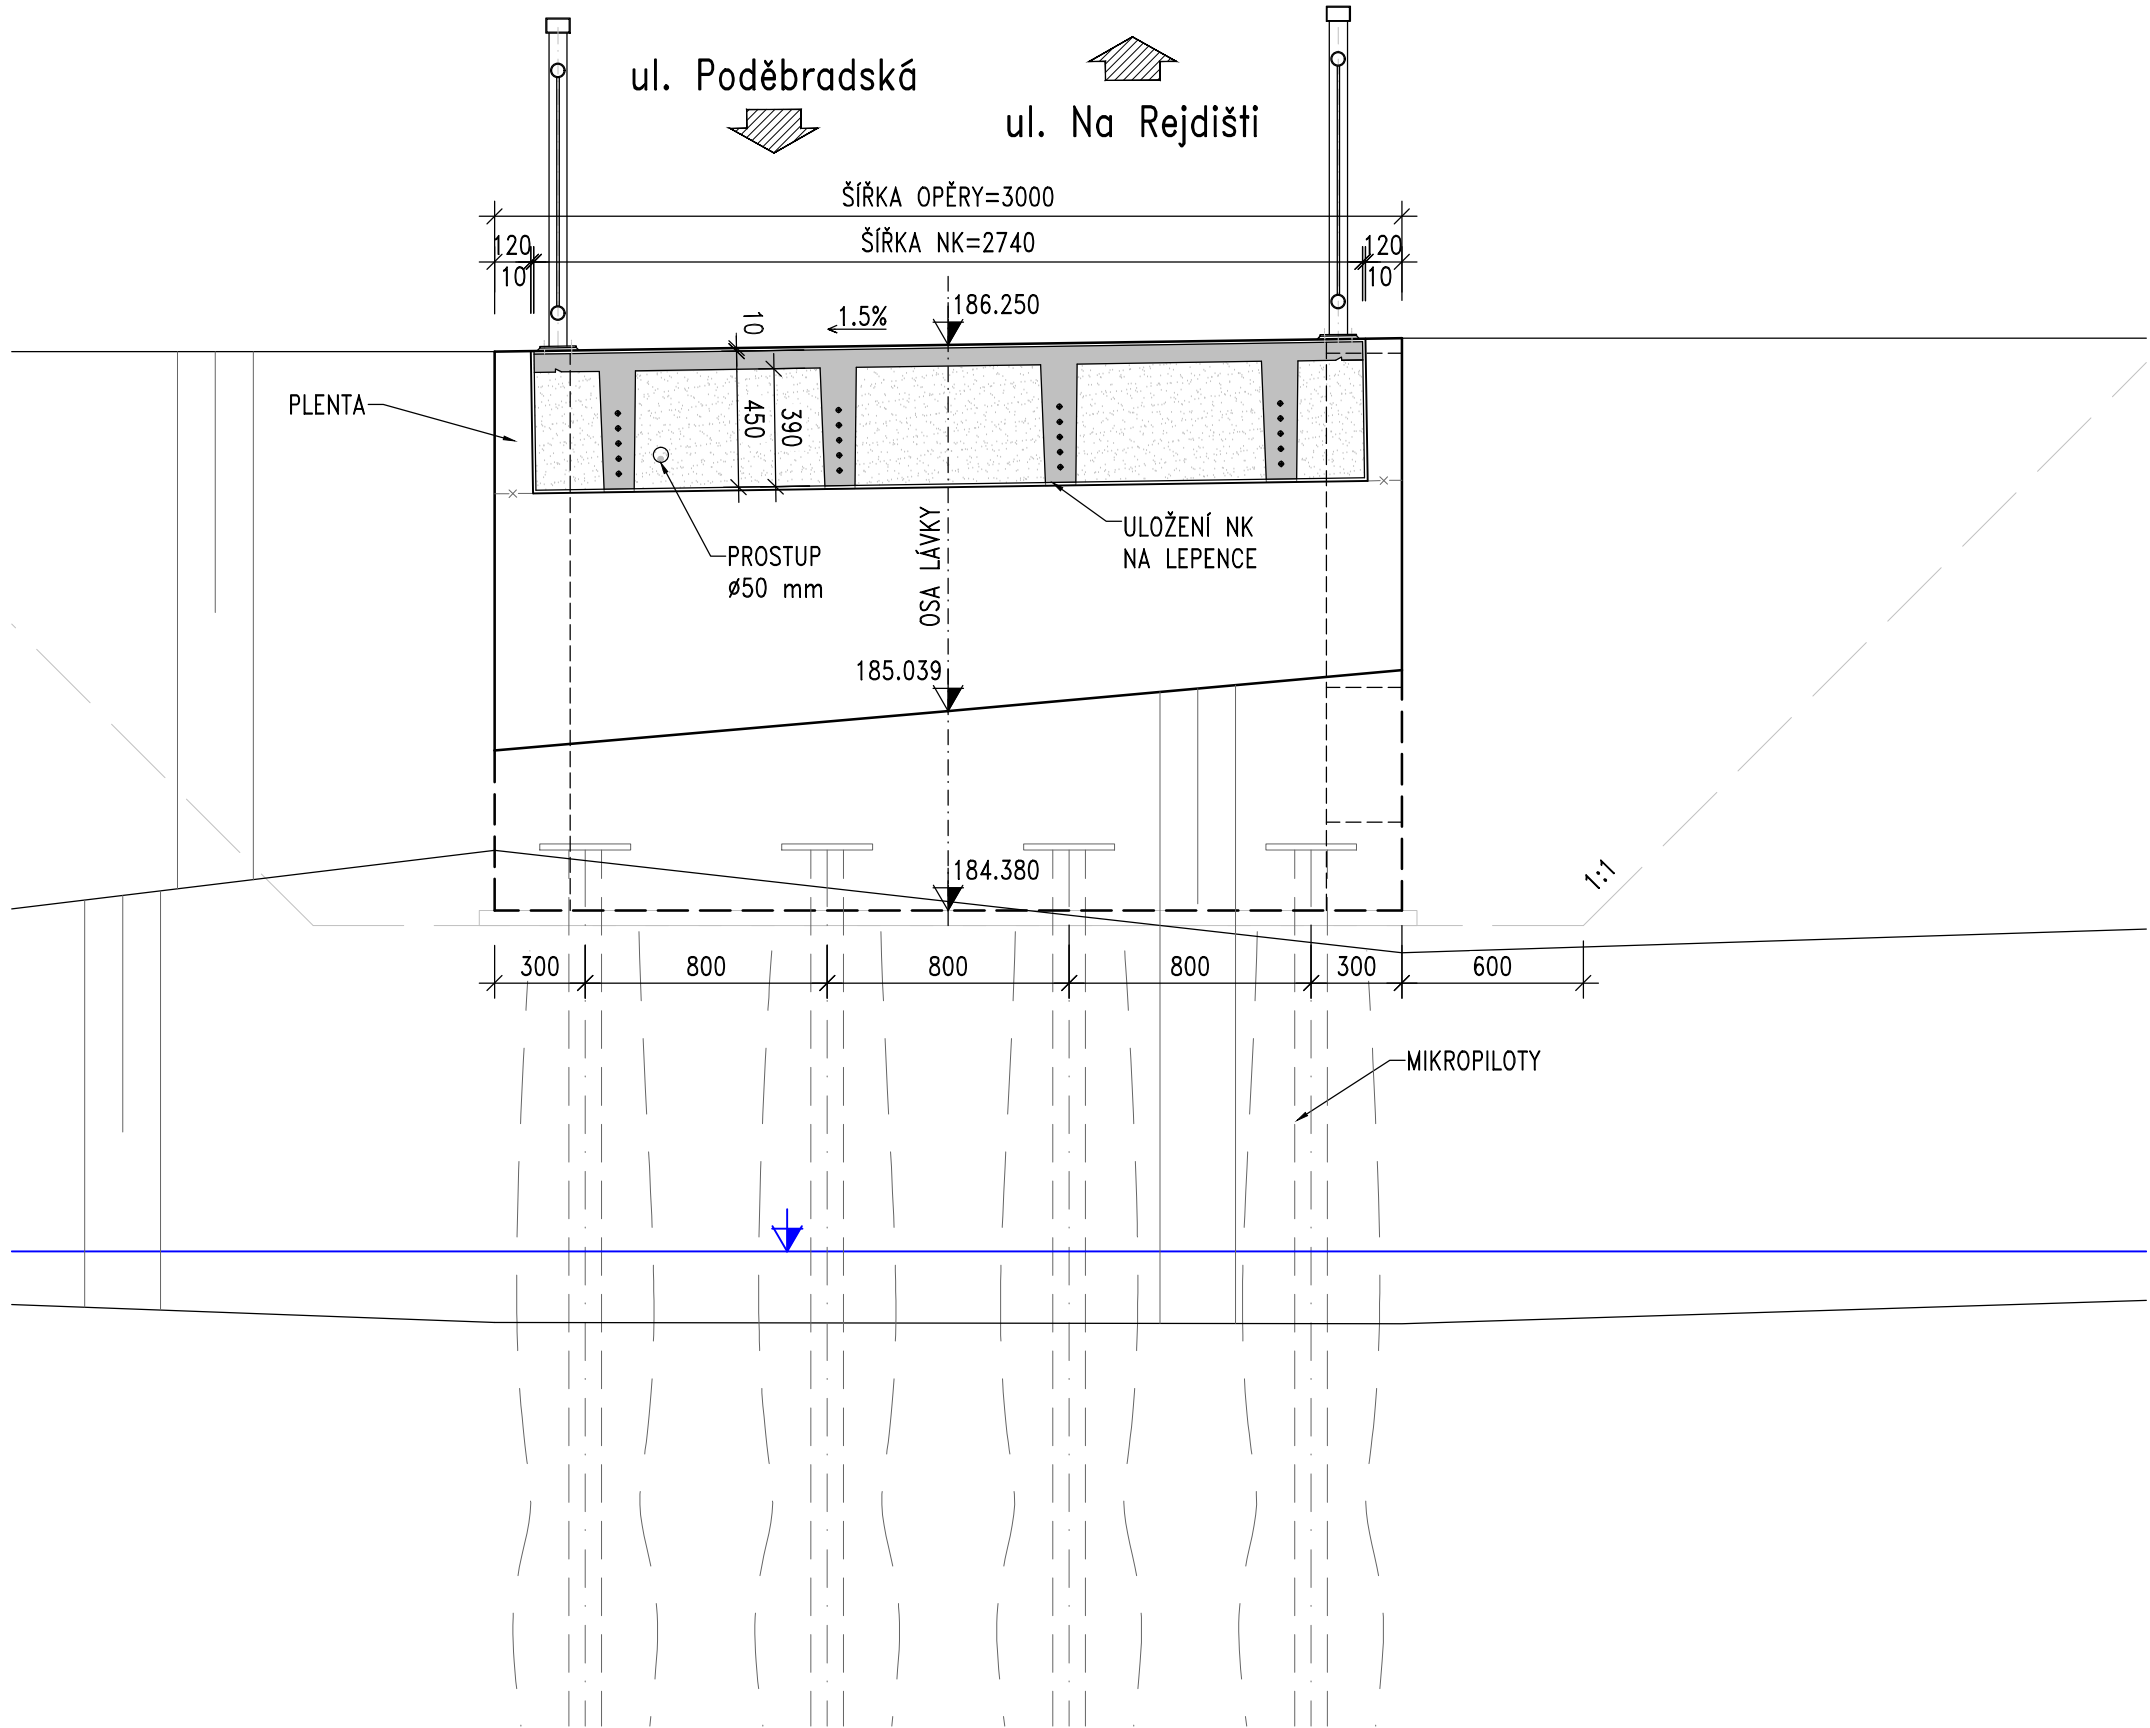 ul. Poděbradská
ul. Na Rejdišti
ŠÍŘKA OPĚRY=3000
120
ŠÍŘKA NK=2740
120
10
10
186.250
1.5%
10
PLENTA
450
390
ULOŽENÍ NK
NA LEPENCE
PROSTUP
ø50 mm
OSA LÁVKY
185.039
184.380
1:1
300
800
800
800
300
600
MIKROPILOTY